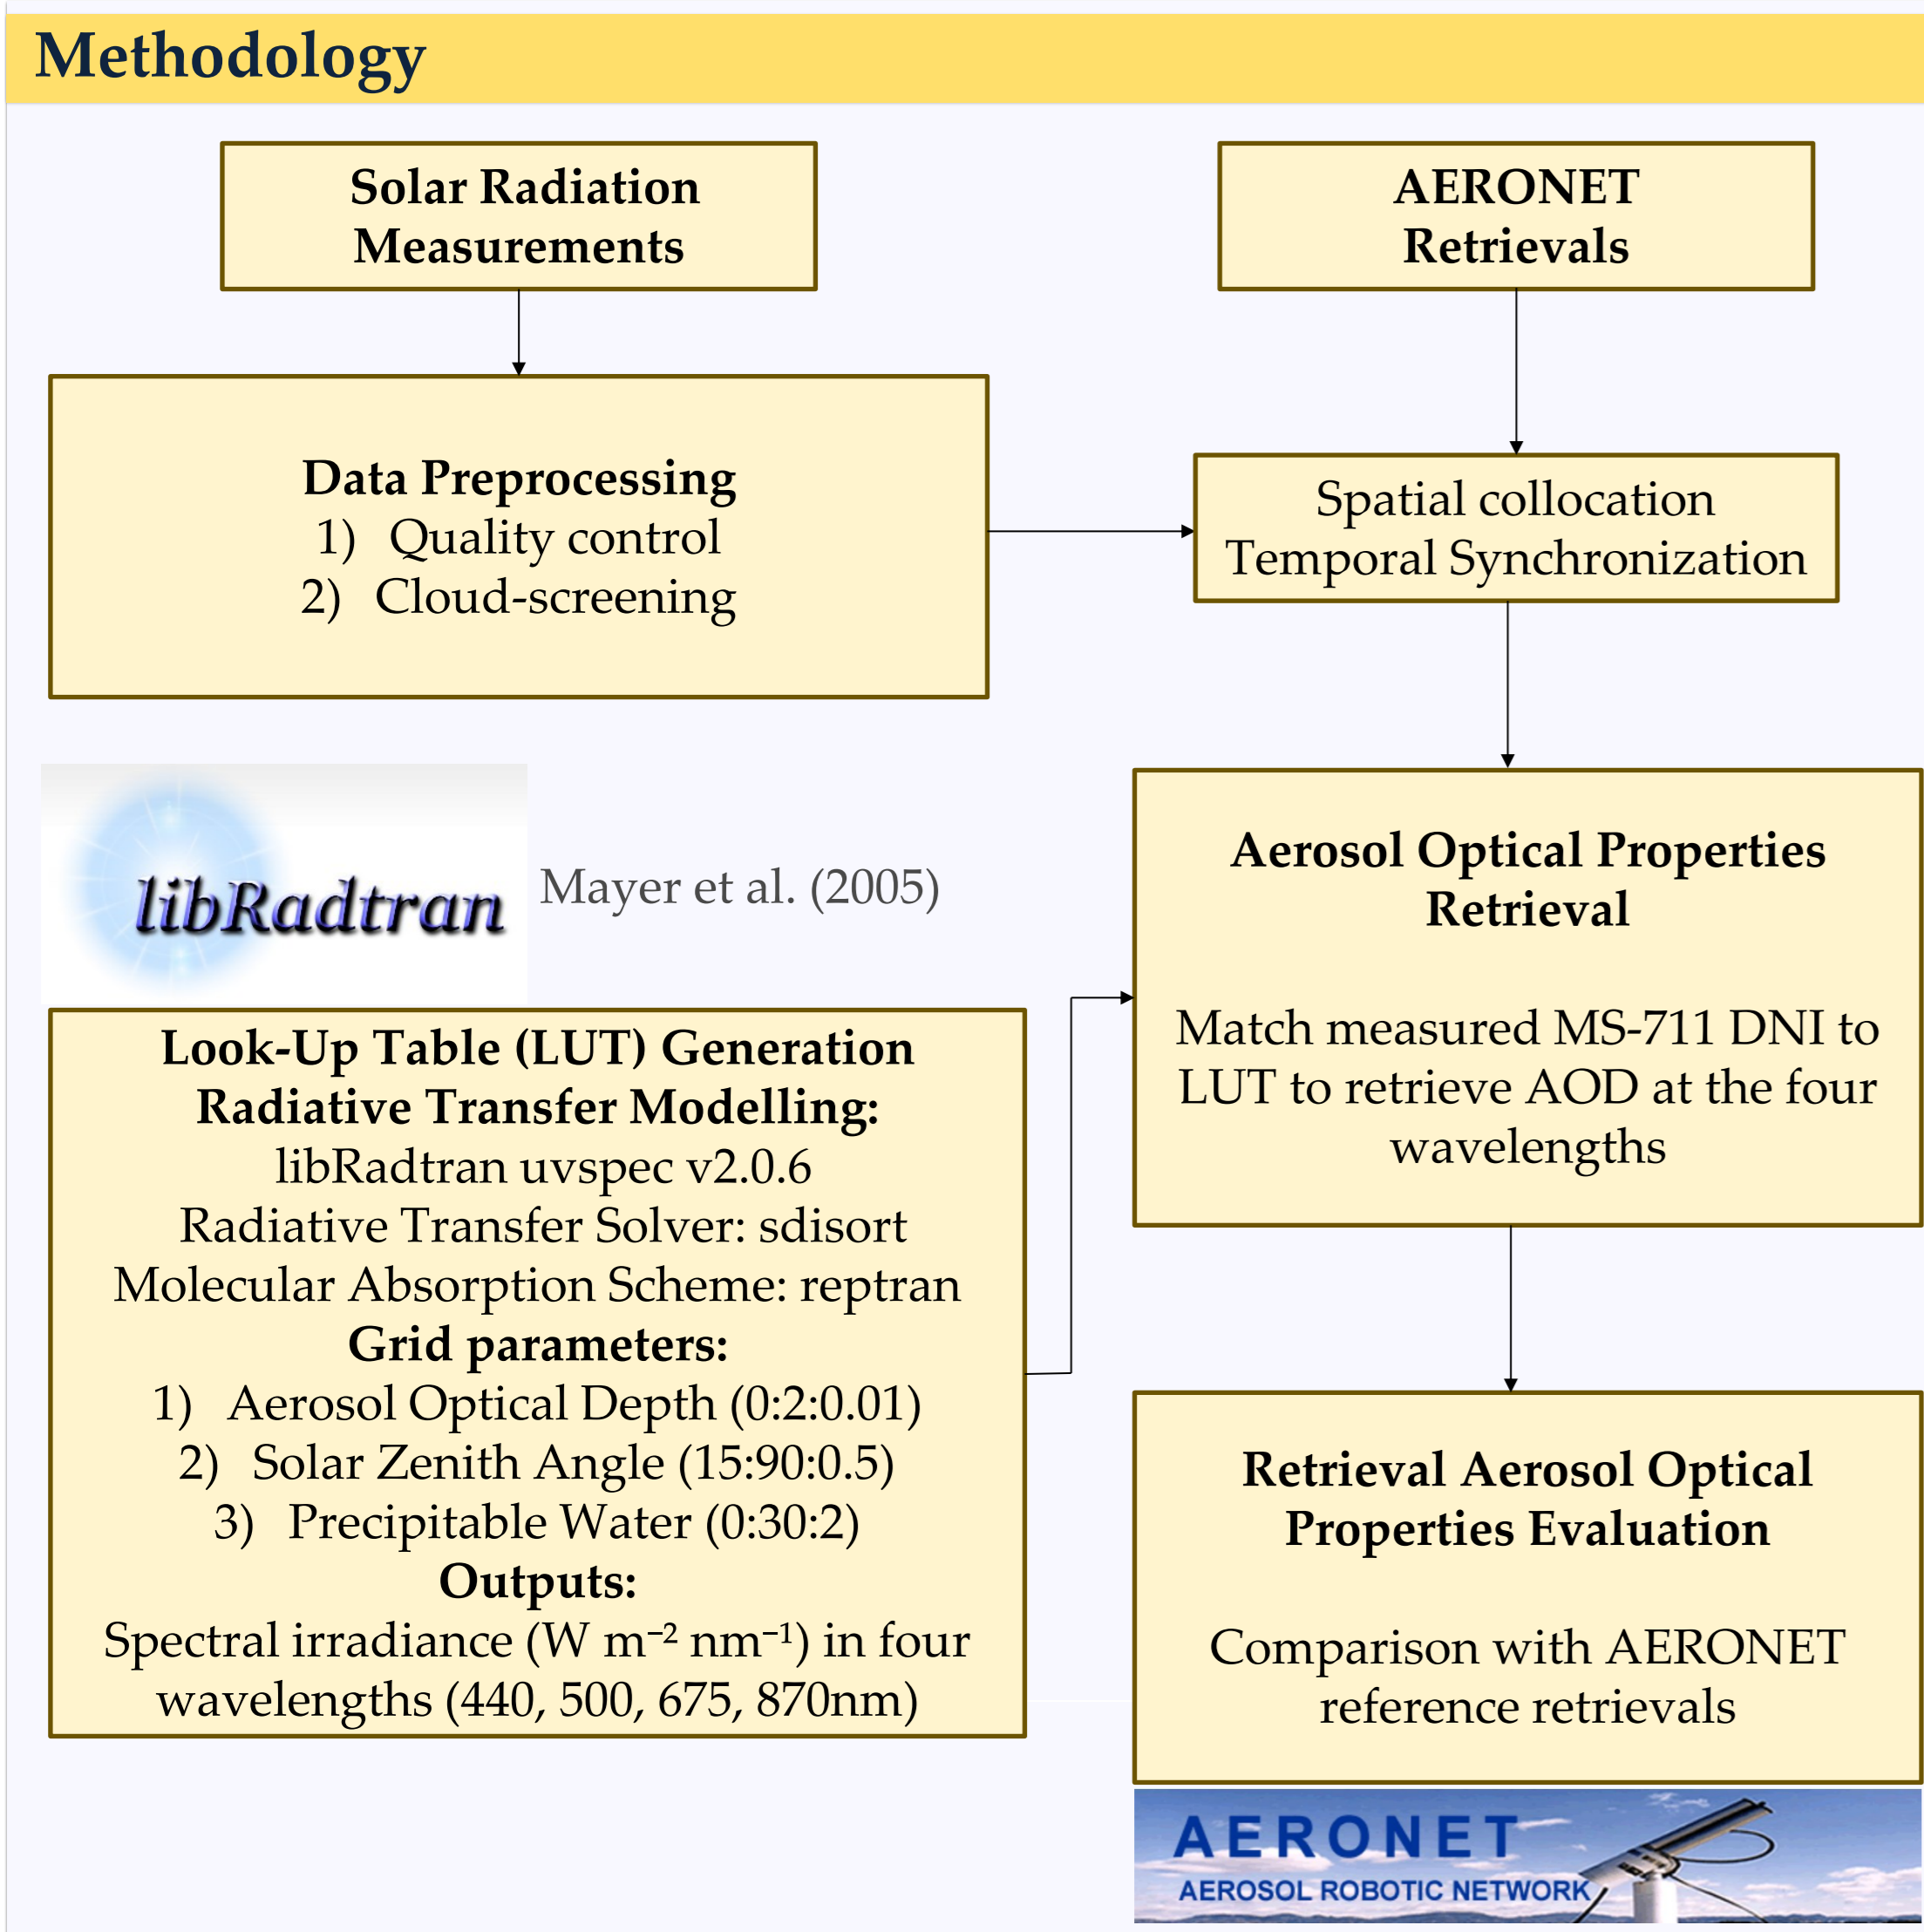 Methodology
Solar Radiation
Measurements
AERONET
Retrievals
Data Preprocessing
1) Quality control
2) Cloud-screening
Spatial collocation
Temporal Synchronization
libRadtran
Mayer et al. (2005)
Look-Up Table (LUT) Generation
Radiative Transfer Modelling:
libRadtran uvspec v2.0.6
Radiative Transfer Solver: sdisort
Molecular Absorption Scheme: reptran
Grid parameters:
1) Aerosol Optical Depth (0:2:0.01)
2) Solar Zenith Angle (15:90:0.5)
3) Precipitable Water (0:30:2)
Outputs:
Spectral irradiance (W m⁻² nm⁻¹) in four
wavelengths (440, 500, 675, 870nm)
Aerosol Optical Properties
Retrieval
Match measured MS-711 DNI to
LUT to retrieve AOD at the four
wavelengths
Retrieval Aerosol Optical
Properties Evaluation
Comparison with AERONET
reference retrievals
AERONET
AEROSOL ROBOTIC NETWORK